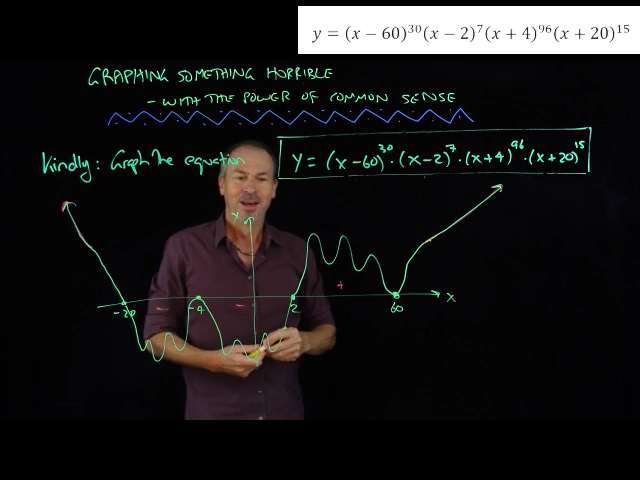 y = (x − 60)³⁰(x − 2)⁷(x + 4)⁹⁶(x + 20)¹⁵
GRAPHING SOMETHING HORRIBLE
- WITH THE POWER OF COMMON SENSE
Kindly: Graph the equation y = (x-60)³⁰·(x-2)⁷·(x+4)⁹⁶·(x+20)¹⁵
Y
+
X
-20 - -4 - 2 60